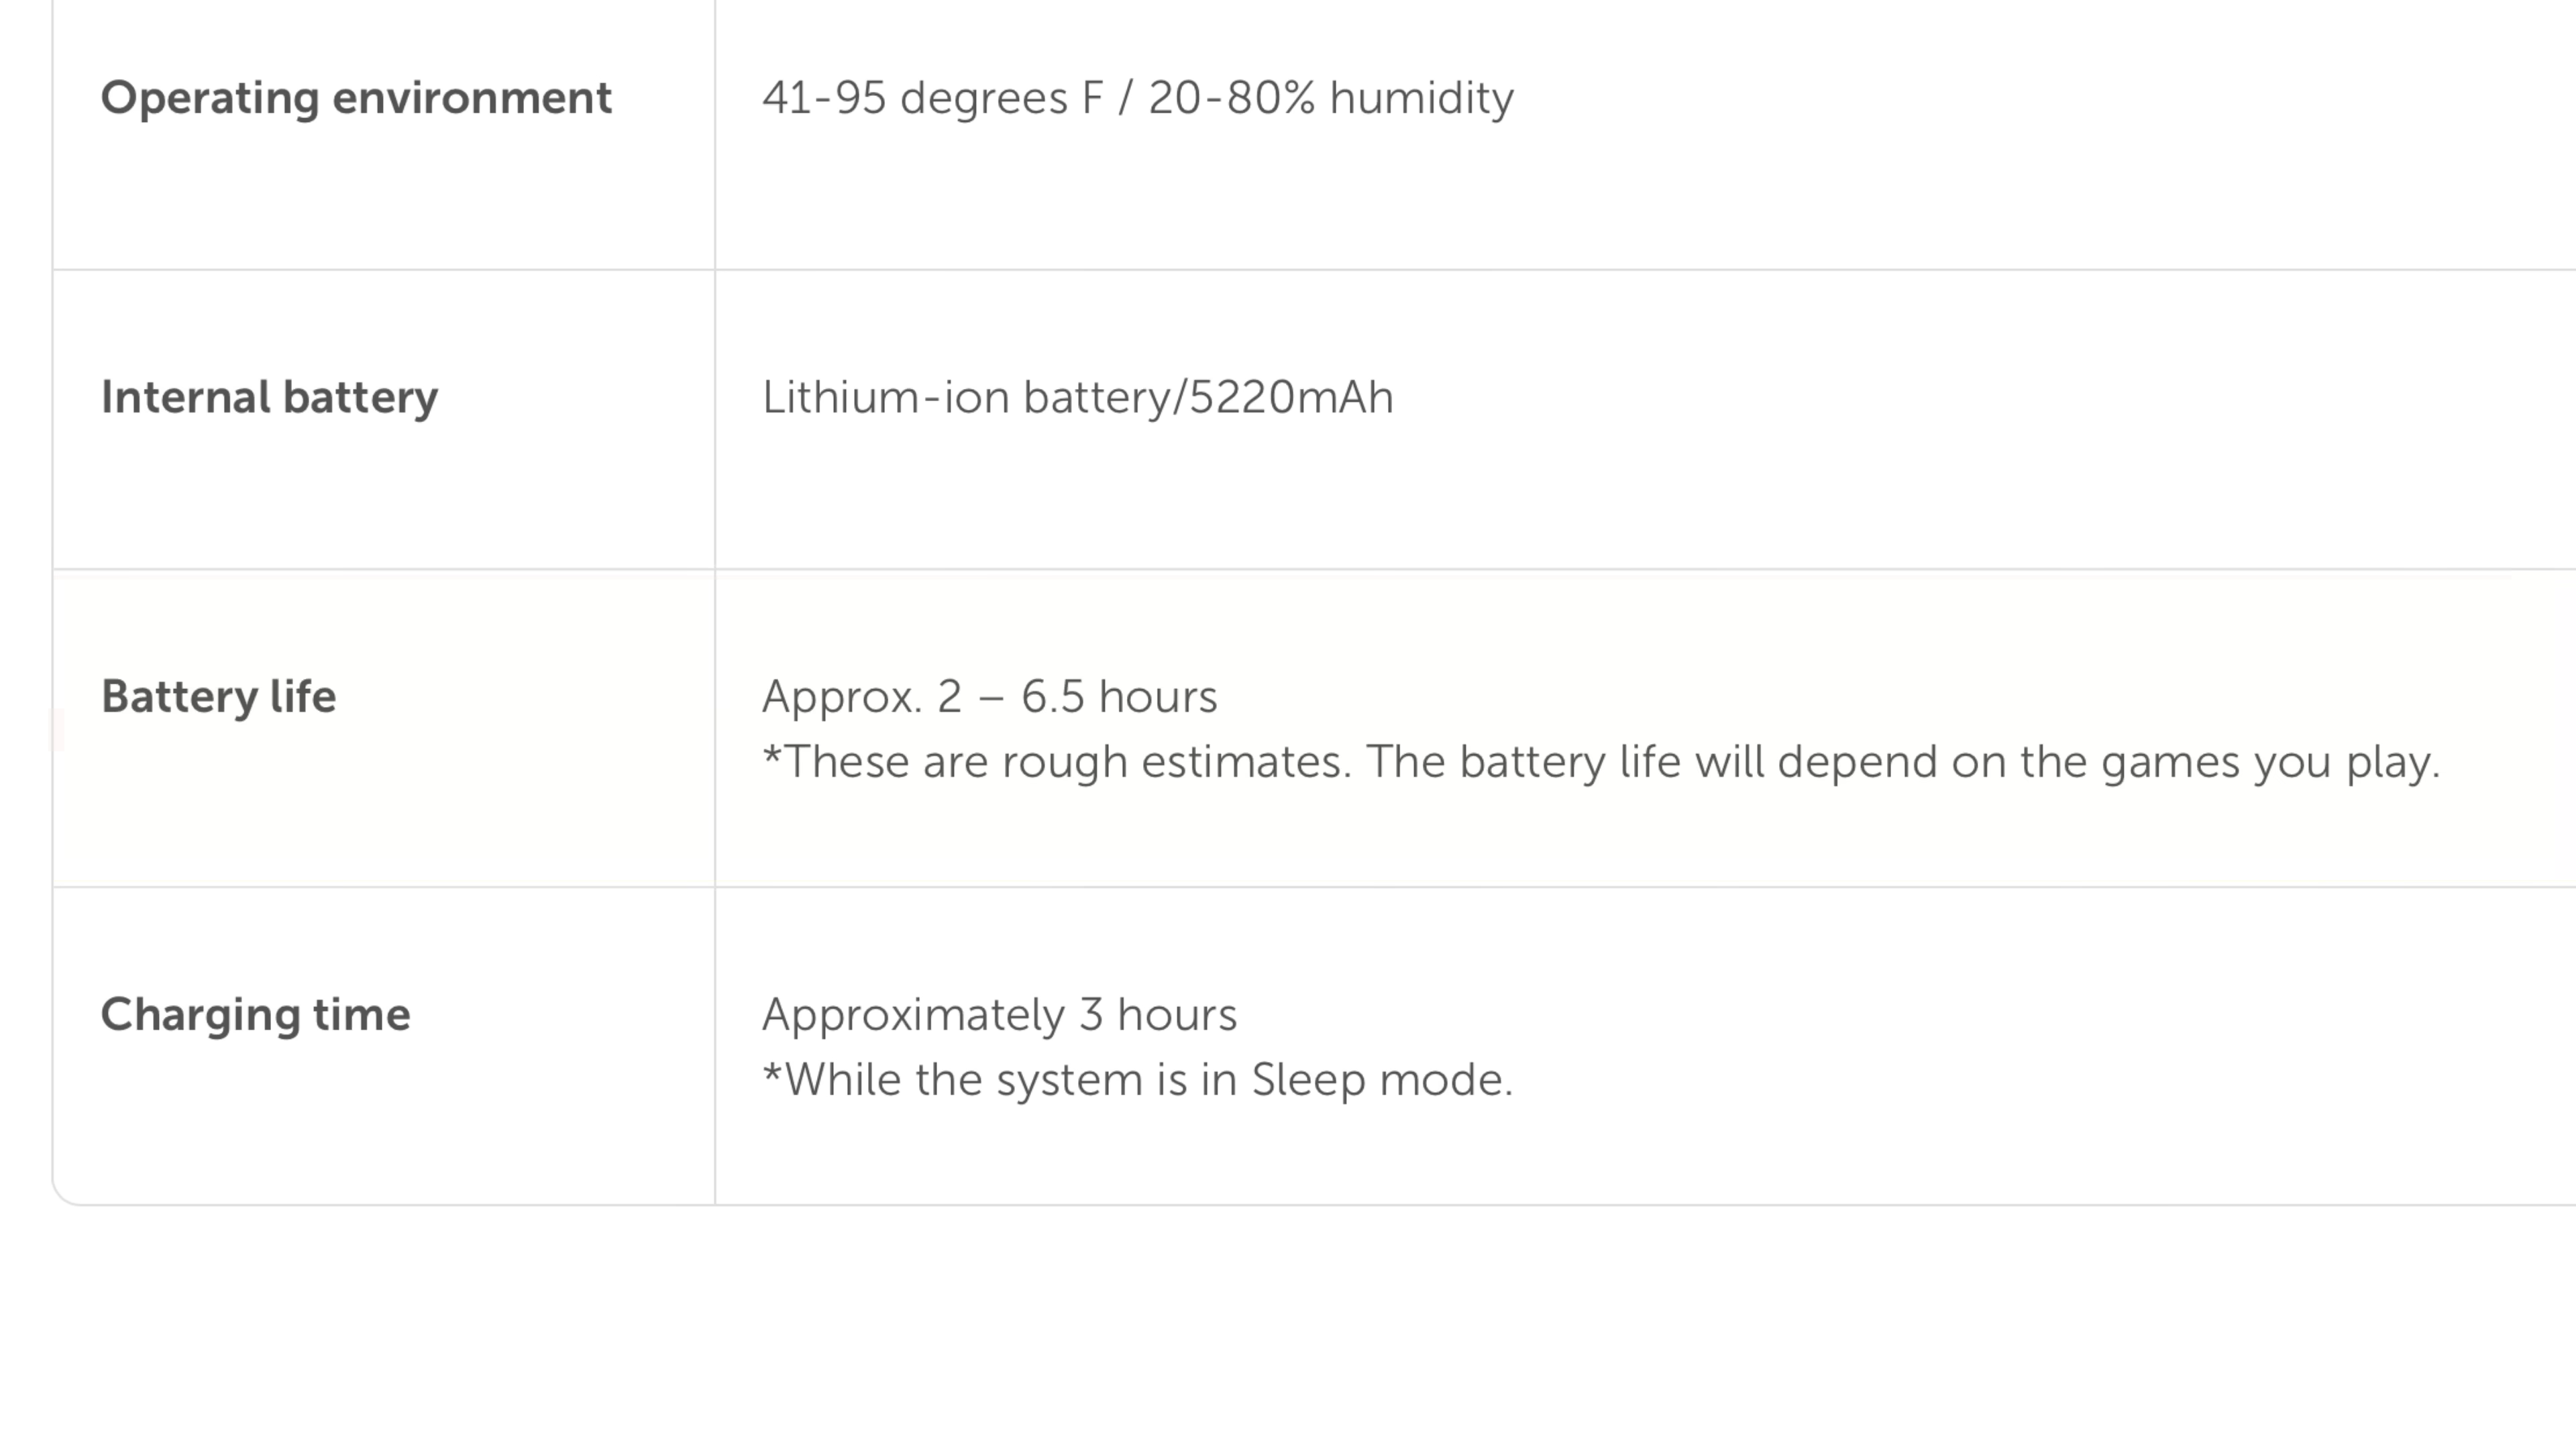 Operating environment
41-95 degrees F / 20-80% humidity
Internal battery
Lithium-ion battery/5220mAh
Battery life
Approx. 2 – 6.5 hours
*These are rough estimates. The battery life will depend on the games you play.
Charging time
Approximately 3 hours
*While the system is in Sleep mode.